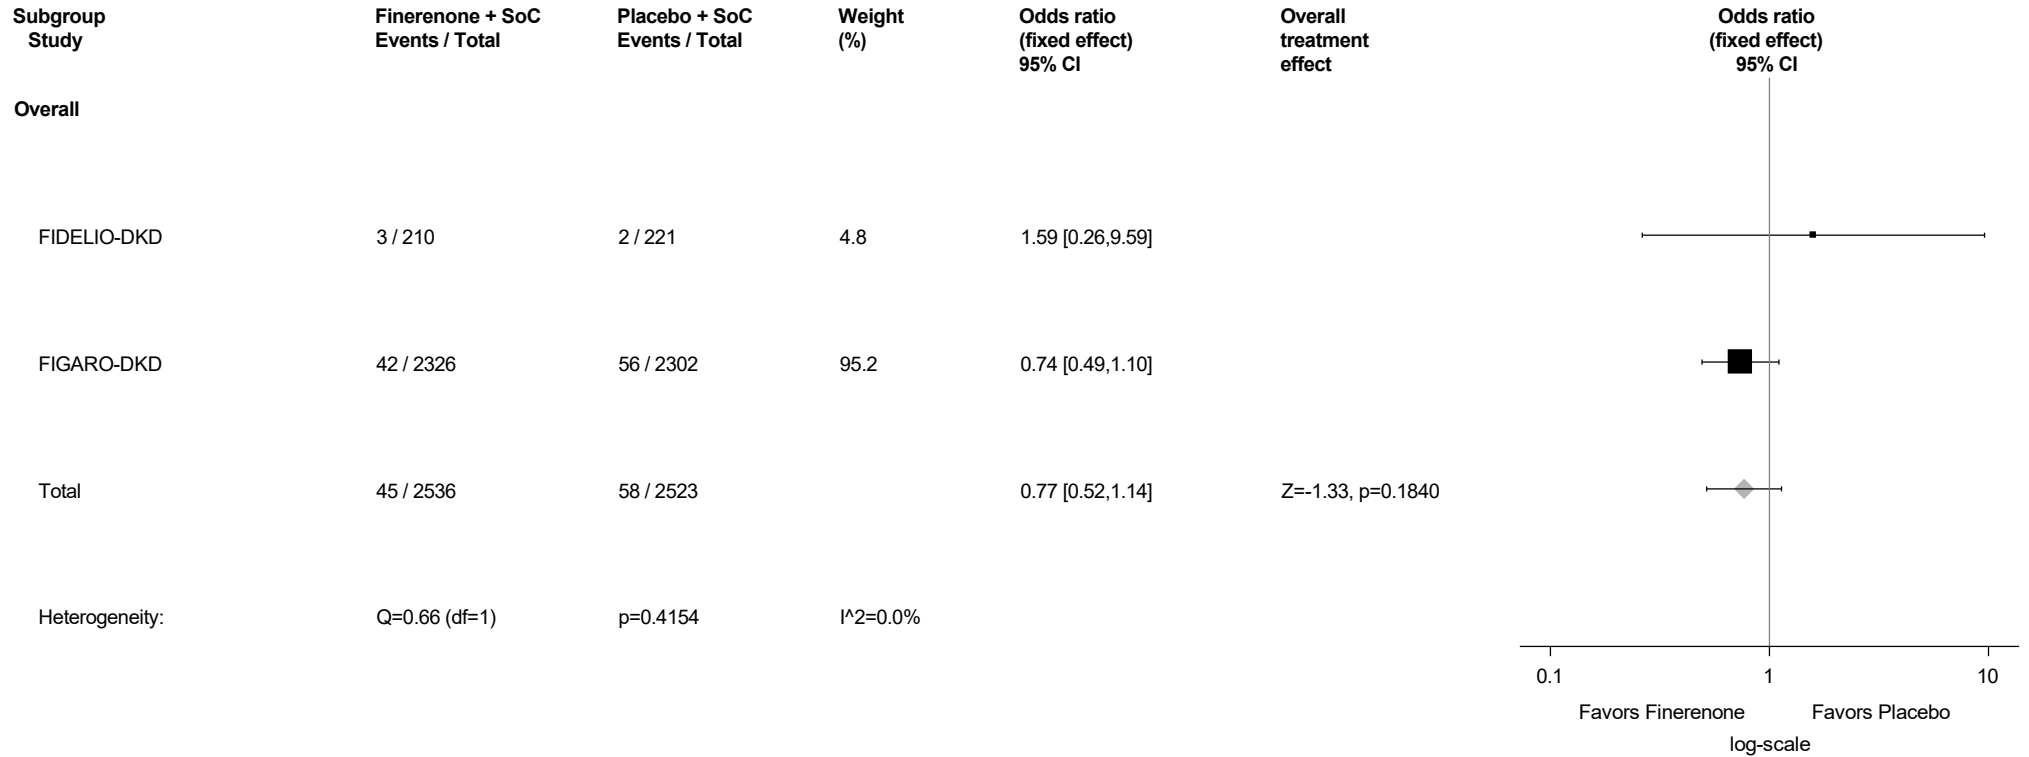 Subgroup Finerenone + SoC Placebo + SoC Weight Odds ratio Overall Odds ratio
Study Events / Total Events / Total (%) (fixed effect) treatment (fixed effect)
95% CI effect 95% CI
Overall
FIDELIO-DKD 3 / 210 2 / 221 4.8 1.59 [0.26,9.59]
FIGARO-DKD 42 / 2326 56 / 2302 95.2 0.74 [0.49,1.10]
Total 45 / 2536 58 / 2523 0.77 [0.52,1.14] Z=-1.33, p=0.1840
Heterogeneity: Q=0.66 (df=1) p=0.4154 I^2=0.0%
0.1 1 10
Favors Finerenone Favors Placebo
log-scale